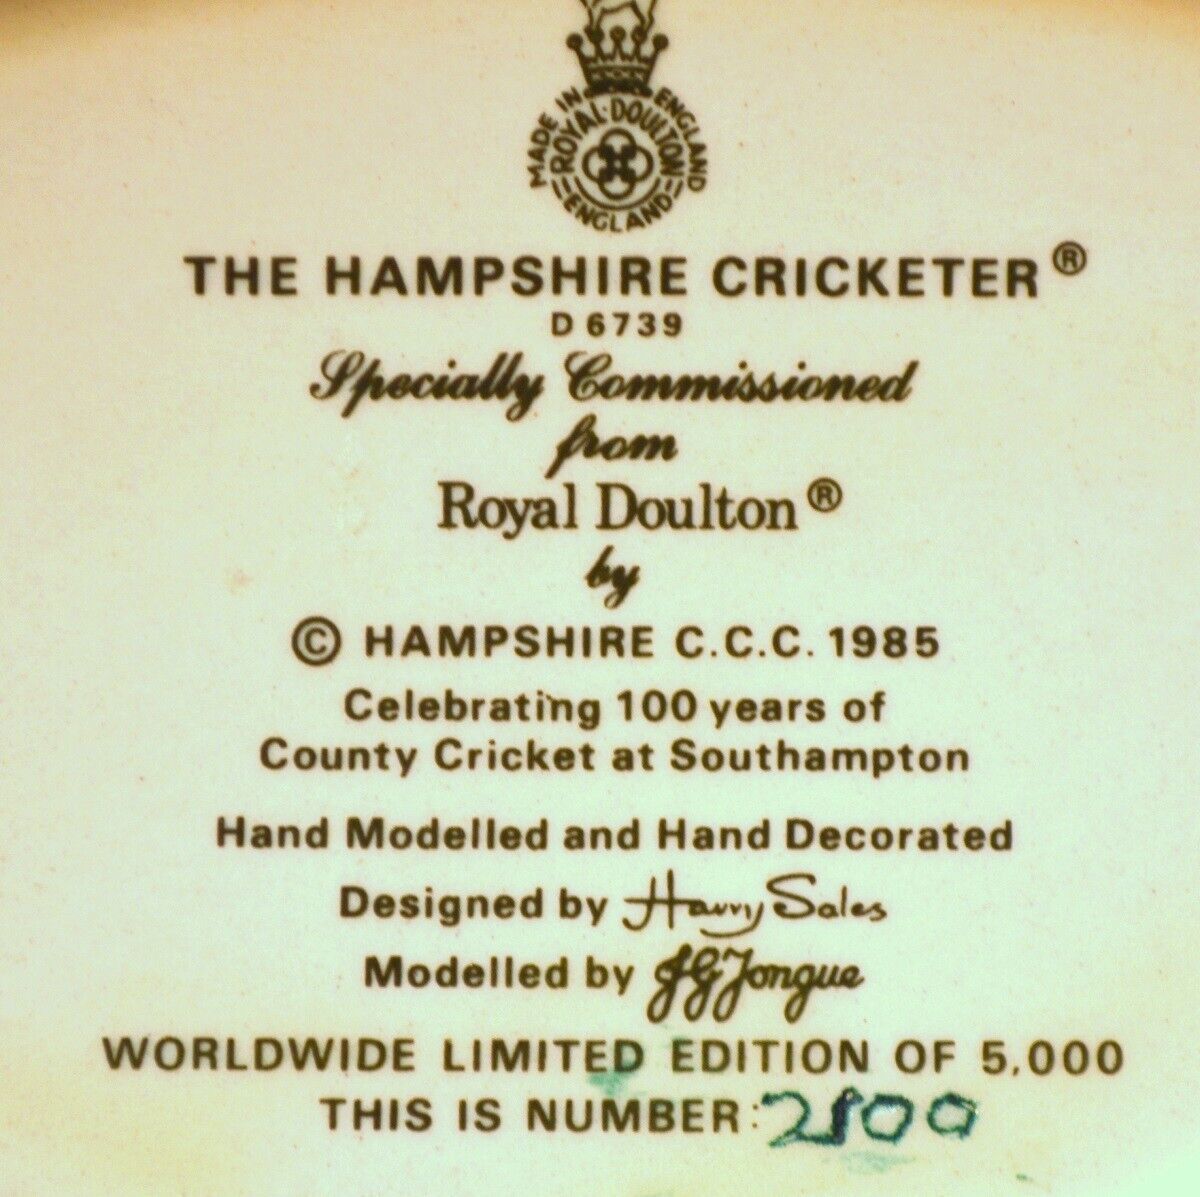 MADE IN ENGLAND
ROYAL·DOULTON
ENGLAND
THE HAMPSHIRE CRICKETER®
D 6739
Specially Commissioned
from
Royal Doulton®
by
© HAMPSHIRE C.C.C. 1985
Celebrating 100 years of
County Cricket at Southampton
Hand Modelled and Hand Decorated
Designed by Harry Sales
Modelled by JG Tongue
WORLDWIDE LIMITED EDITION OF 5,000
THIS IS NUMBER: 2800